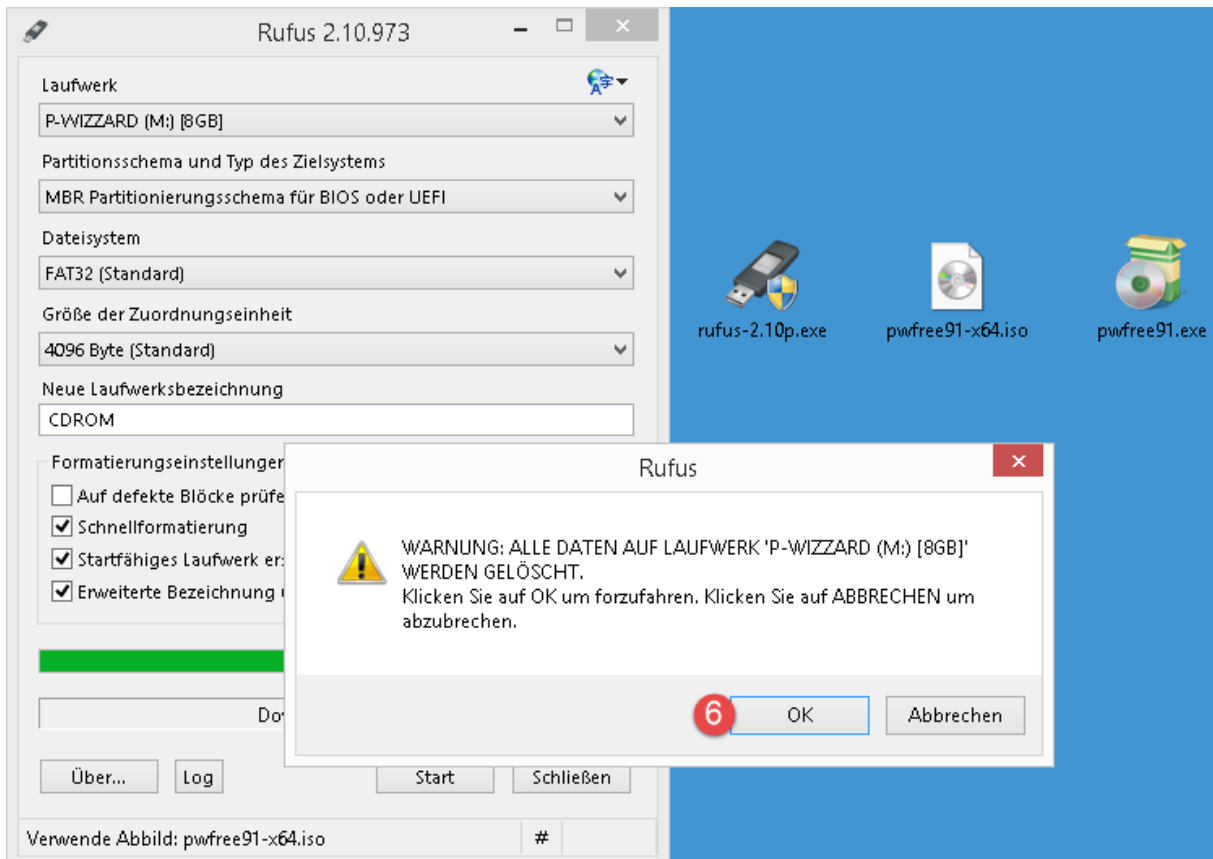 Rufus 2.10.973
Laufwerk
P-WIZZARD (M:) [8GB]
Partitionsschema und Typ des Zielsystems
MBR Partitionierungsschema für BIOS oder UEFI
Dateisystem
FAT32 (Standard)
Größe der Zuordnungseinheit
4096 Byte (Standard)
Neue Laufwerksbezeichnung
CDROM
Formatierungseinstellungen
Auf defekte Blöcke prüfe
Schnellformatierung
Startfähiges Laufwerk er
Erweiterte Bezeichnung
Do
Über...
Log
Start
Schließen
Verwende Abbild: pwfree91-x64.iso
#
rufus-2.10p.exe
pwfree91-x64.iso
pwfree91.exe
Rufus
WARNUNG: ALLE DATEN AUF LAUFWERK 'P-WIZZARD (M:) [8GB]'
WERDEN GELÖSCHT.
Klicken Sie auf OK um forzufahren. Klicken Sie auf ABBRECHEN um
abzubrechen.
6
OK
Abbrechen